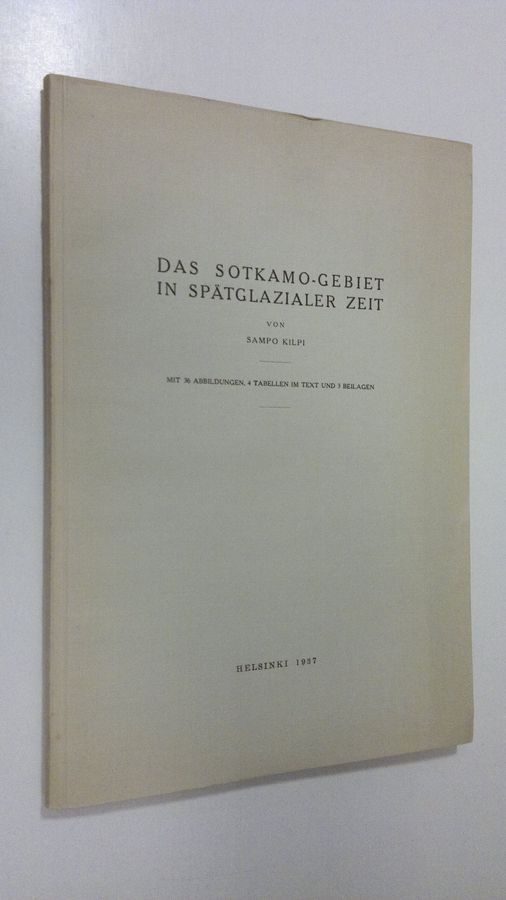 DAS SOTKAMO-GEBIET
IN SPÄTGLAZIALER ZEIT
VON
SAMPO KILPI
MIT 36 ABBILDUNGEN, 4 TABELLEN IM TEXT UND 3 BEILAGEN
HELSINKI 1937